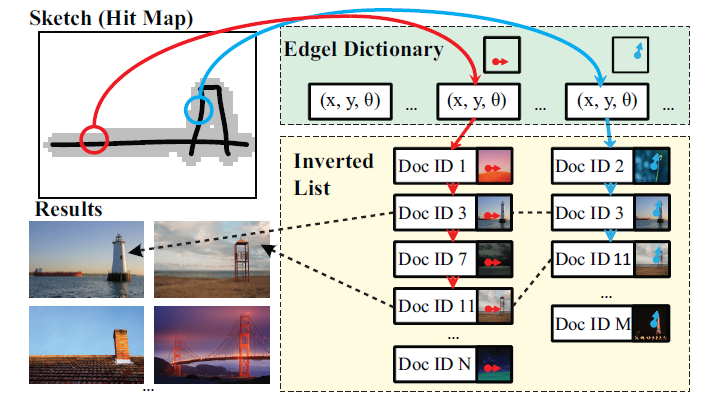 Sketch (Hit Map)
Edgel Dictionary
(x, y, θ) ... (x, y, θ) ... (x, y, θ) ...
Inverted
List
Doc ID 1
Doc ID 3
Doc ID 7
Doc ID 11
...
Doc ID N
Doc ID 2
Doc ID 3
Doc ID 11
...
Doc ID M
Results
...